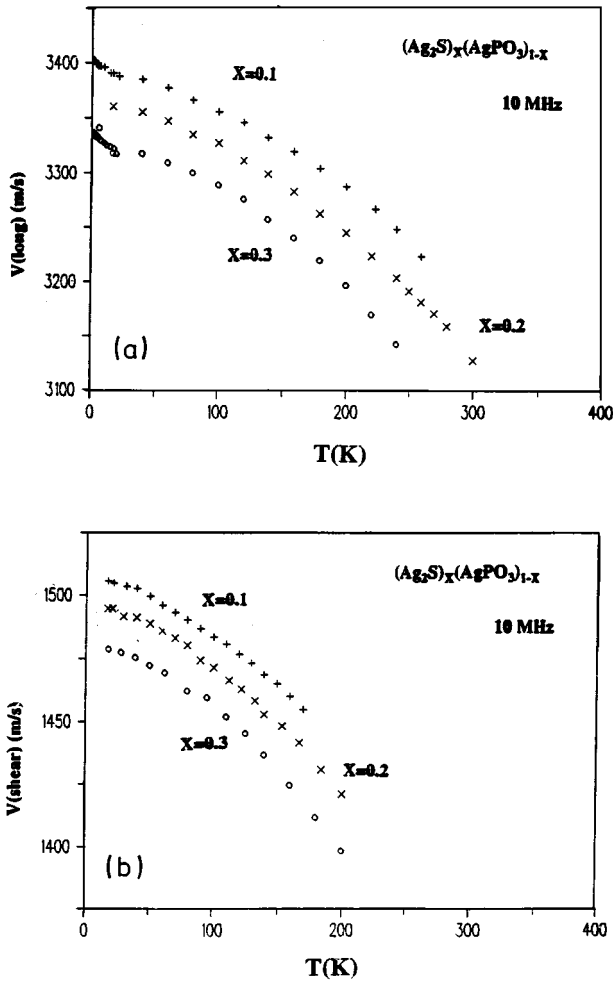 3400
3300
3200
3100
V(long) (m/s)
(Ag₂S)ₓ(AgPO₃)₁₋ₓ
X=0.1
10 MHz
X=0.3
X=0.2
(a)
0 100 200 300 400
T(K)
1500
1450
1400
V(shear) (m/s)
(Ag₂S)ₓ(AgPO₃)₁₋ₓ
X=0.1
10 MHz
X=0.3
X=0.2
(b)
0 100 200 300 400
T(K)